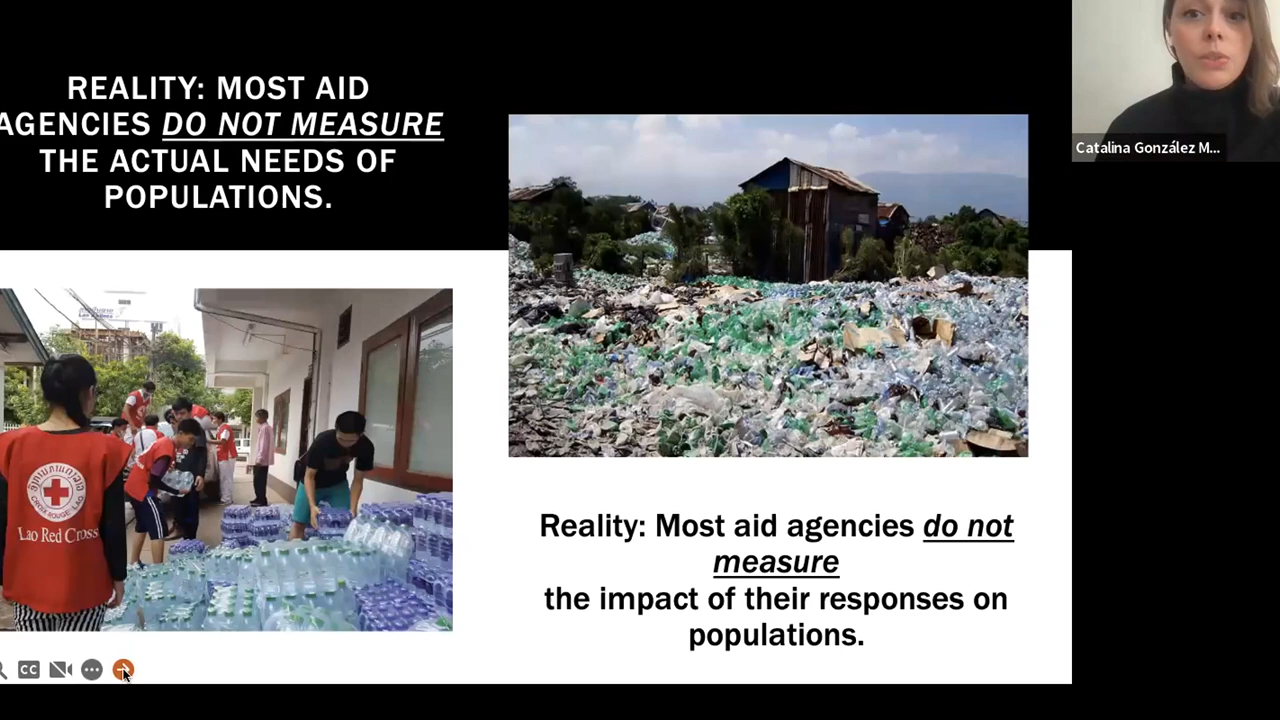 REALITY: MOST AID
AGENCIES DO NOT MEASURE
THE ACTUAL NEEDS OF
POPULATIONS.
Catalina González M...
Lao Red Cross
Reality: Most aid agencies do not
measure
the impact of their responses on
populations.
CC